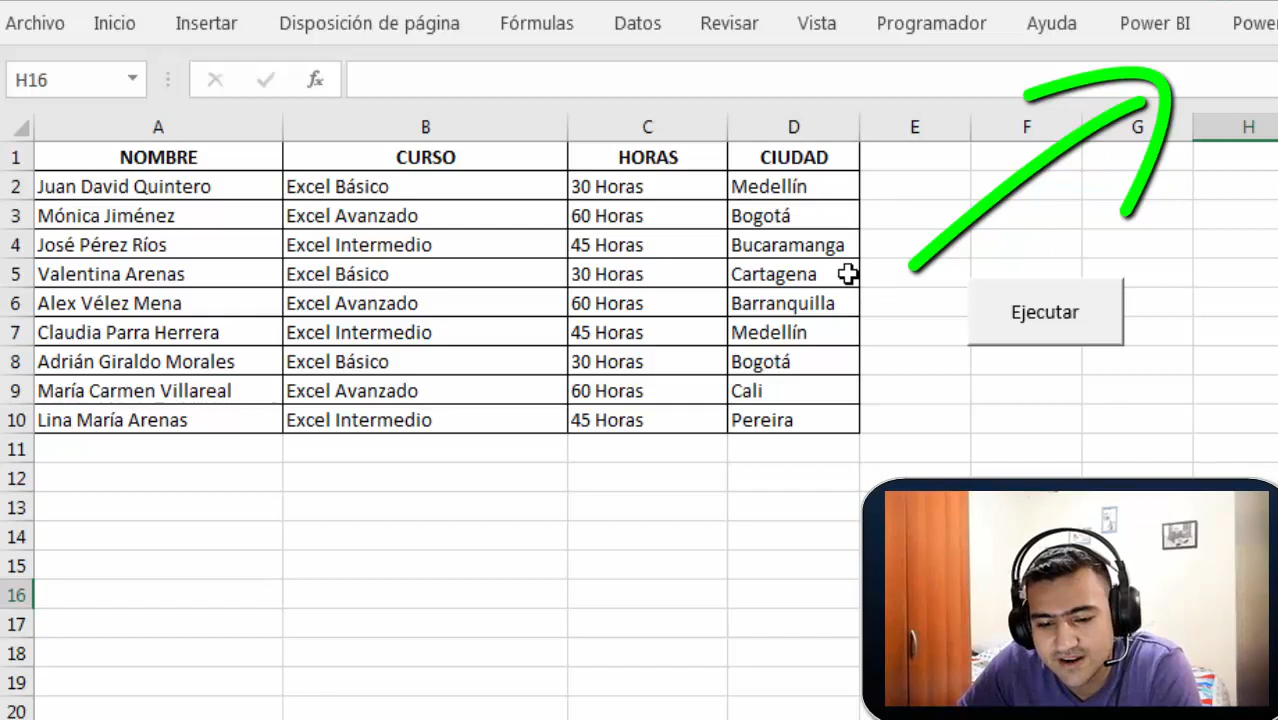 Archivo Inicio Insertar Disposición de página Fórmulas Datos Revisar Vista Programador Ayuda Power BI Power
H16 fx
A B C D E F G H
1 NOMBRE CURSO HORAS CIUDAD
2 Juan David Quintero Excel Básico 30 Horas Medellín
3 Mónica Jiménez Excel Avanzado 60 Horas Bogotá
4 José Pérez Ríos Excel Intermedio 45 Horas Bucaramanga
5 Valentina Arenas Excel Básico 30 Horas Cartagena
6 Alex Vélez Mena Excel Avanzado 60 Horas Barranquilla
Ejecutar
7 Claudia Parra Herrera Excel Intermedio 45 Horas Medellín
8 Adrián Giraldo Morales Excel Básico 30 Horas Bogotá
9 María Carmen Villareal Excel Avanzado 60 Horas Cali
10 Lina María Arenas Excel Intermedio 45 Horas Pereira
11
12
13
14
15
16
17
18
19
20